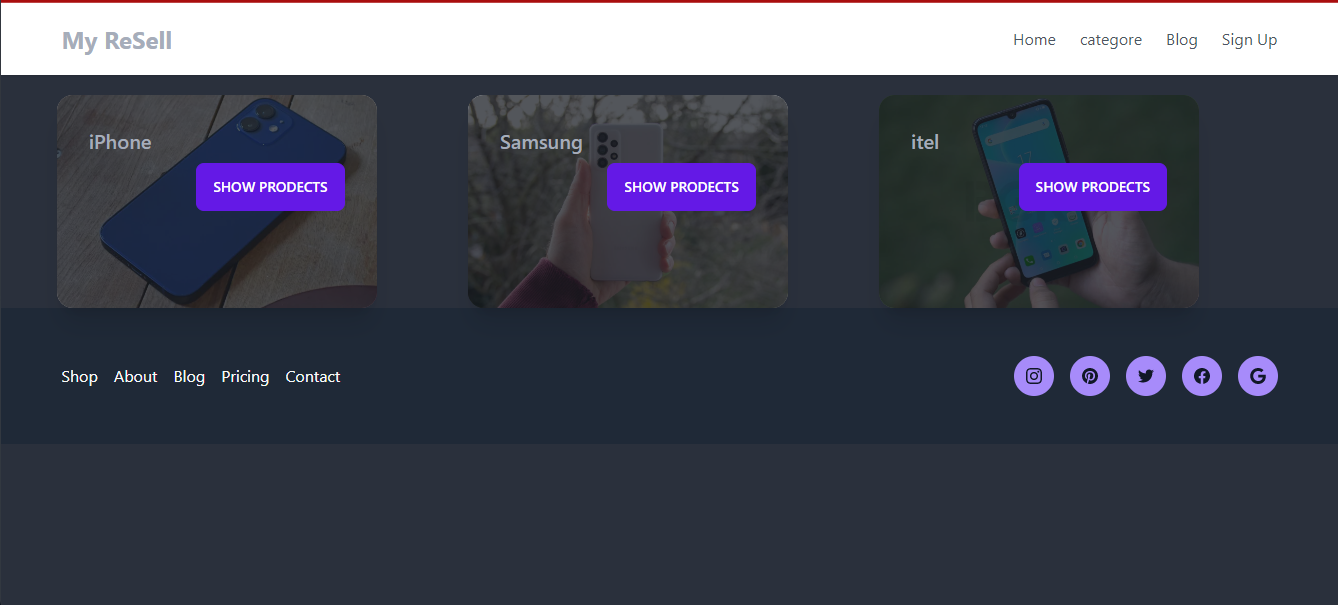 My ReSell
Home categore Blog Sign Up
iPhone
SHOW PRODECTS
Samsung
SHOW PRODECTS
itel
SHOW PRODECTS
Shop About Blog Pricing Contact